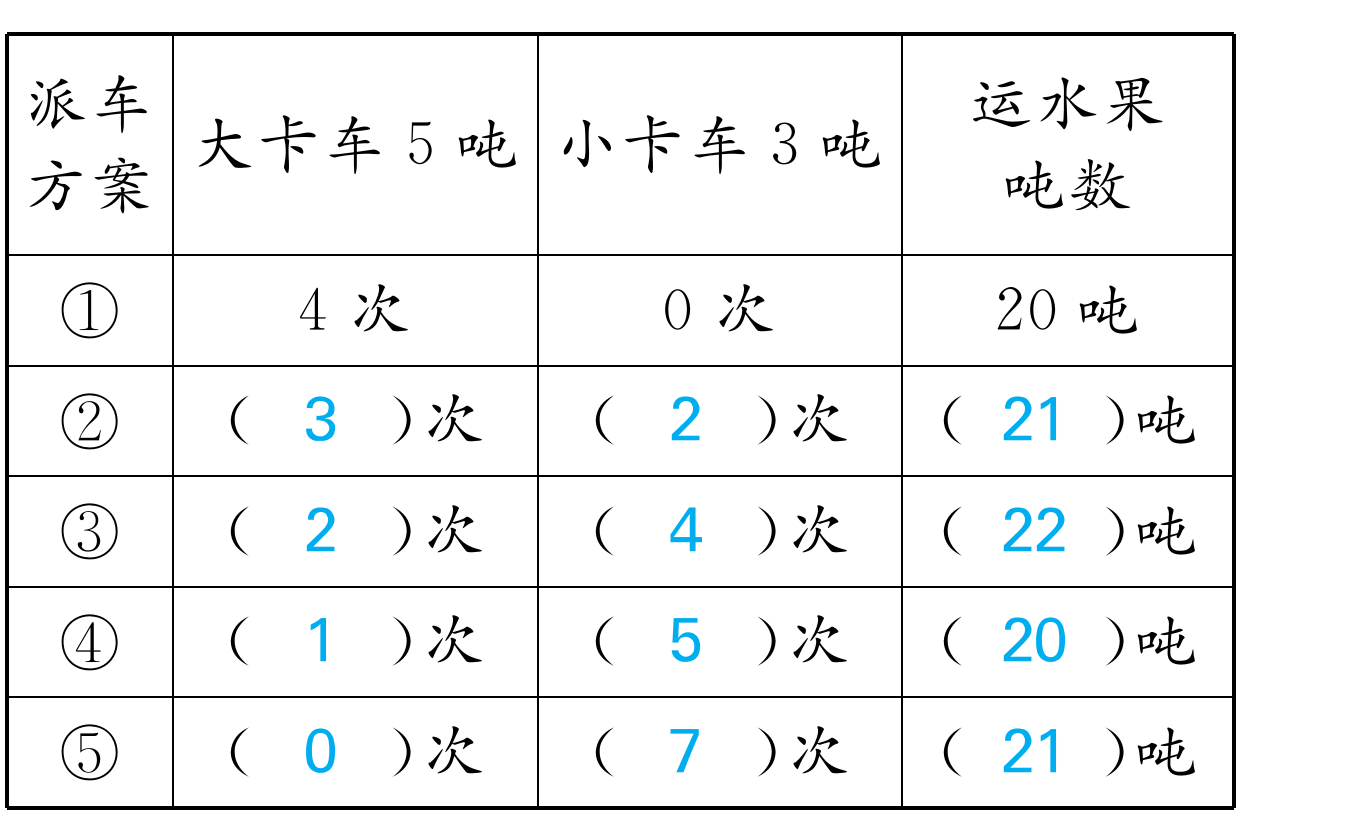 派车方案 大卡车 5 吨 小卡车 3 吨 运水果吨数
① 4 次 0 次 20 吨
② ( 3 )次 ( 2 )次 ( 21 )吨
③ ( 2 )次 ( 4 )次 ( 22 )吨
④ ( 1 )次 ( 5 )次 ( 20 )吨
⑤ ( 0 )次 ( 7 )次 ( 21 )吨